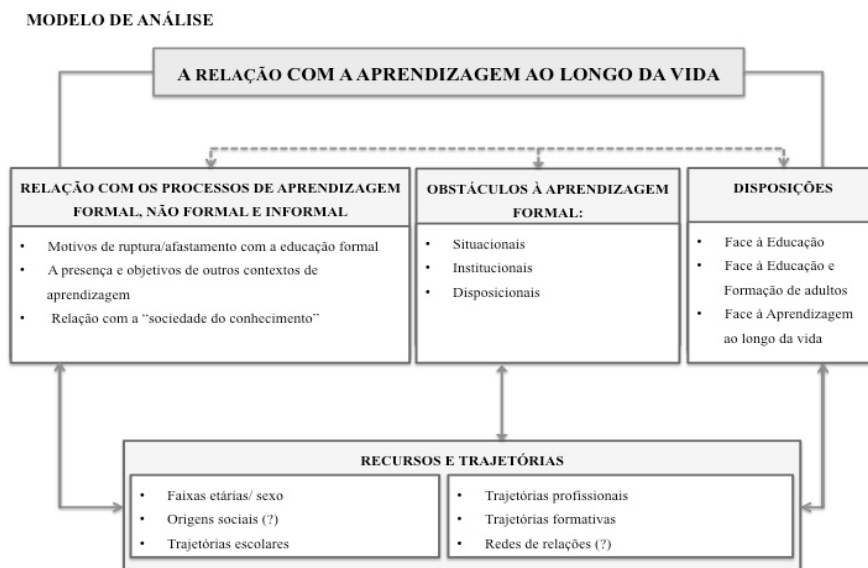 MODELO DE ANÁLISE
A RELAÇÃO COM A APRENDIZAGEM AO LONGO DA VIDA
RELAÇÃO COM OS PROCESSOS DE APRENDIZAGEM
FORMAL, NÃO FORMAL E INFORMAL
• Motivos de ruptura/afastamento com a educação formal
• A presença e objetivos de outros contextos de
aprendizagem
• Relação com a “sociedade do conhecimento”
OBSTÁCULOS À APRENDIZAGEM
FORMAL:
• Situacionais
• Institucionais
• Disposicionais
DISPOSIÇÕES
• Face à Educação
• Face à Educação e
Formação de adultos
• Face à Aprendizagem
ao longo da vida
RECURSOS E TRAJETÓRIAS
• Faixas etárias/ sexo
• Origens sociais (?)
• Trajetórias escolares
• Trajetórias profissionais
• Trajetórias formativas
• Redes de relações (?)